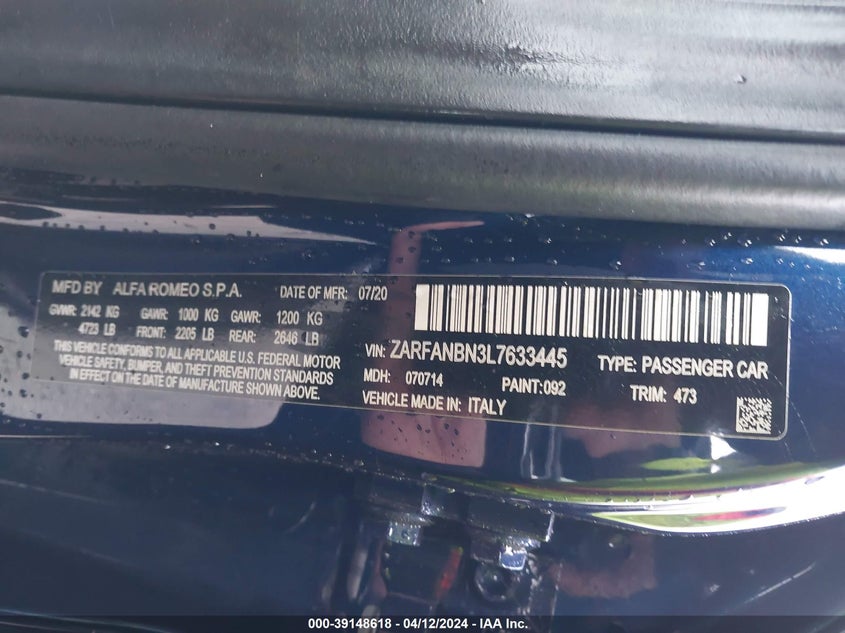 MFD BY ALFA ROMEO S.P.A. DATE OF MFR: 07/20
GVWR: 2142 KG GAWR: 1000 KG GAWR: 1200 KG
4723 LB FRONT: 2205 LB REAR: 2646 LB
THIS VEHICLE CONFORMS TO ALL APPLICABLE U.S. FEDERAL MOTOR
VEHICLE SAFETY, BUMPER, AND THEFT PREVENTION STANDARDS
IN EFFECT ON THE DATE OF MANUFACTURE SHOWN ABOVE.
VIN: ZARFANBN3L7633445 TYPE: PASSENGER CAR
MDH: 070714 PAINT:092 TRIM: 473
VEHICLE MADE IN: ITALY
000-39148618 - 04/12/2024 - IAA Inc.